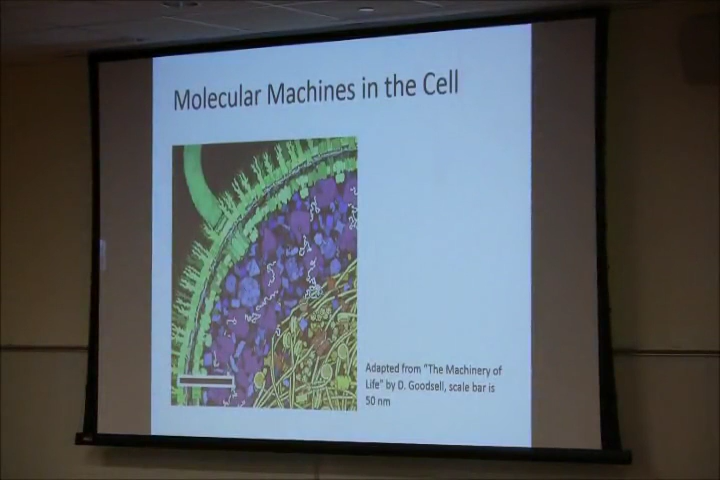 Molecular Machines in the Cell
Adapted from "The Machinery of
Life" by D. Goodsell, scale bar is
50 nm